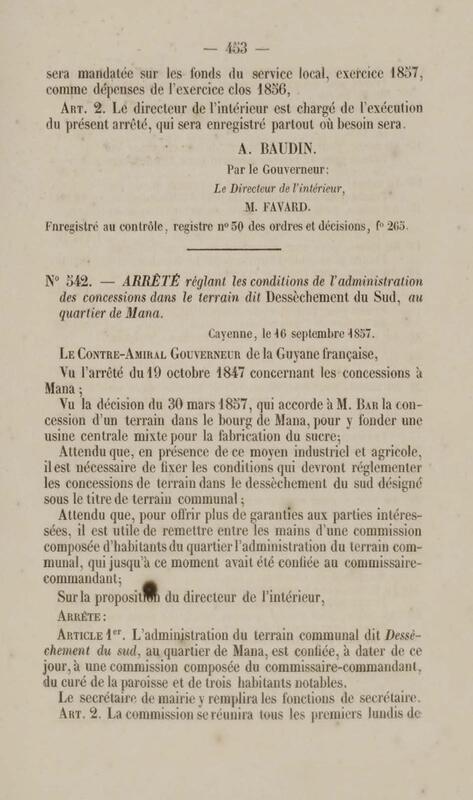 — 453 —
sera mandatée sur les fonds du service local, exercice 1857,
comme dépenses de l'exercice clos 1856,
ART. 2. Le directeur de l'intérieur est chargé de l'exécution
du présent arrêté, qui sera enregistré partout où besoin sera.
A. BAUDIN.
Par le Gouverneur:
Le Directeur de l'intérieur,
M. FAVARD.
Enregistré au contrôle, registre n° 50 des ordres et décisions, f° 265.
N° 542. — ARRÊTÉ réglant les conditions de l'administration
des concessions dans le terrain dit Dessèchement du Sud, au
quartier de Mana.
Cayenne, le 16 septembre 1857.
LE CONTRE-AMIRAL GOUVERNEUR de la Guyane française,
Vu l'arrêté du 19 octobre 1847 concernant les concessions à
Mana;
Vu la décision du 30 mars 1857, qui accorde à M. BAR la con-
cession d'un terrain dans le bourg de Mana, pour y fonder une
usine centrale mixte pour la fabrication du sucre;
Attendu que, en présence de ce moyen industriel et agricole,
il est nécessaire de fixer les conditions qui devront réglementer
les concessions de terrain dans le dessèchement du sud désigné
sous le titre de terrain communal;
Attendu que, pour offrir plus de garanties aux parties intéres-
sées, il est utile de remettre entre les mains d'une commission
composée d'habitants du quartier l'administration du terrain com-
munal, qui jusqu'à ce moment avait été confiée au commissaire-
commandant;
Sur la proposition du directeur de l'intérieur,
ARRÊTE:
ARTICLE 1er. L'administration du terrain communal dit Dessè-
chement du sud, au quartier de Mana, est confiée, à dater de ce
jour, à une commission composée du commissaire-commandant,
du curé de la paroisse et de trois habitants notables.
Le secrétaire de mairie y remplira les fonctions de secrétaire.
ART. 2. La commission se réunira tous les premiers lundis de